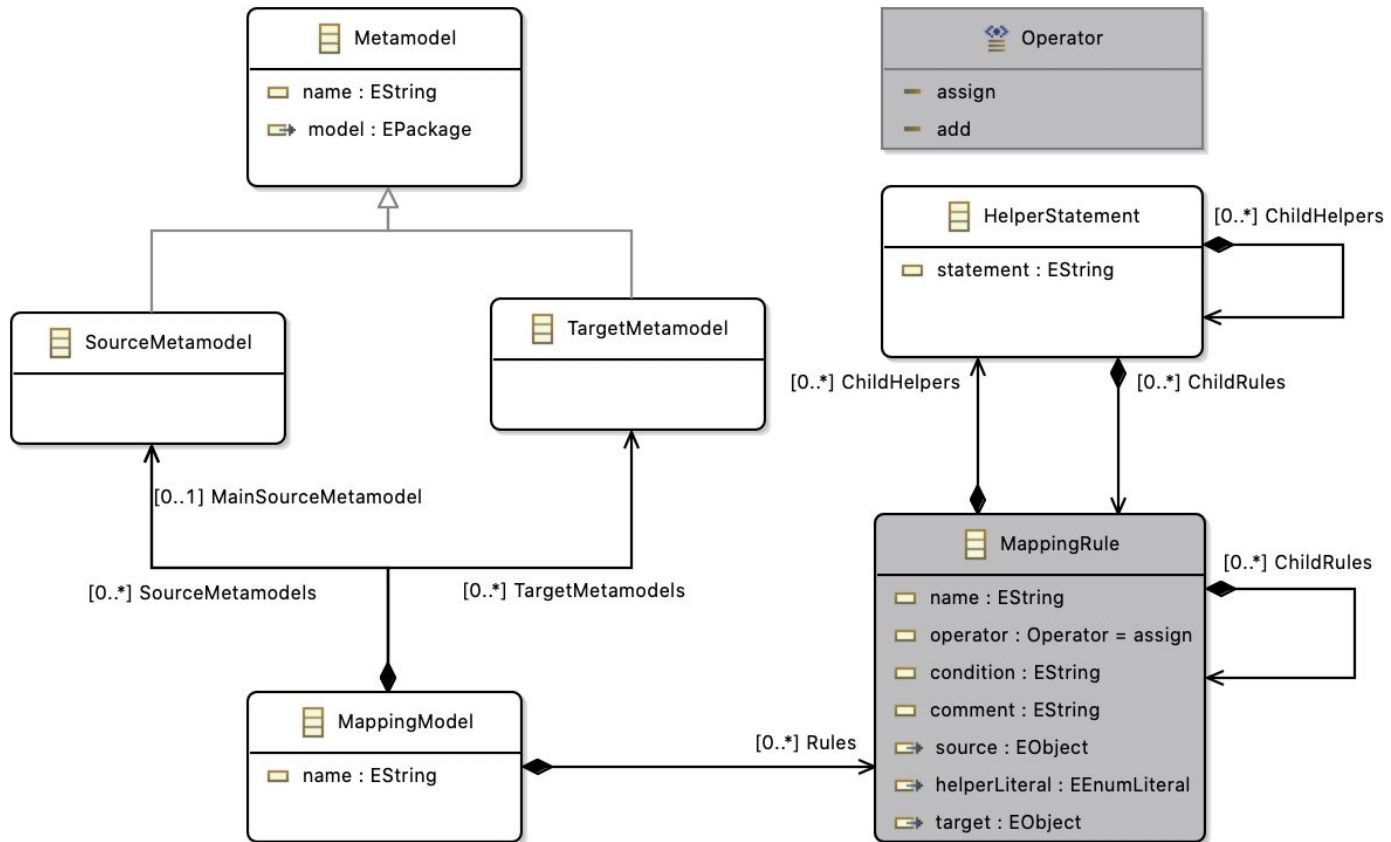 Metamodel
name : EString
model : EPackage
Operator
assign
add
HelperStatement
statement : EString
[0..*] ChildHelpers
SourceMetamodel
TargetMetamodel
[0..*] ChildHelpers
[0..*] ChildRules
[0..1] MainSourceMetamodel
[0..*] SourceMetamodels
[0..*] TargetMetamodels
MappingRule
name : EString
operator : Operator = assign
condition : EString
comment : EString
source : EObject
helperLiteral : EEnumLiteral
target : EObject
[0..*] ChildRules
MappingModel
name : EString
[0..*] Rules